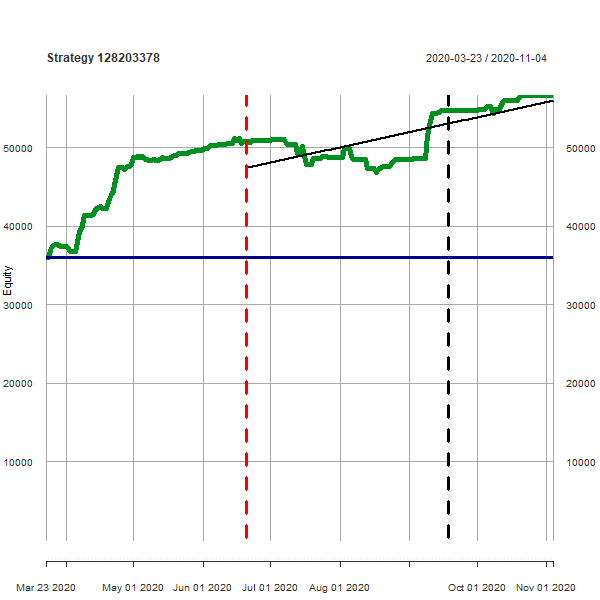 Strategy 128203378
2020-03-23 / 2020-11-04
50000 50000
40000 40000
Equity
30000 30000
20000 20000
10000 10000
Mar 23 2020 May 01 2020 Jun 01 2020 Jul 01 2020 Aug 01 2020 Oct 01 2020 Nov 01 2020